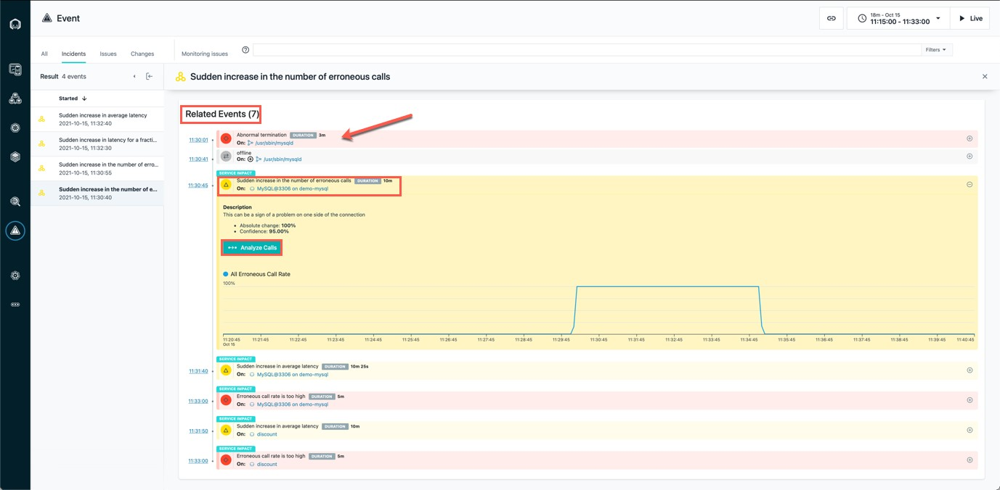 Event
18m - Oct 15
11:15:00 - 11:33:00
Live
All
Incidents
Issues
Changes
Monitoring issues
Filters
Result 4 events
Started
Sudden increase in average latency
2021-10-15, 11:32:40
Sudden increase in latency for a fracti...
2021-10-15, 11:32:30
Sudden increase in the number of erro...
2021-10-15, 11:30:55
Sudden increase in the number of e...
2021-10-15, 11:30:40
Sudden increase in the number of erroneous calls
Related Events (7)
11:30:01
Abnormal termination DURATION 3m
On: /usr/sbin/mysqld
11:30:41
offline
On: /usr/sbin/mysqld
SERVICE IMPACT
11:30:45
Sudden increase in the number of erroneous calls DURATION 10m
On: MySQL@3306 on demo-mysql
Description
This can be a sign of a problem on one side of the connection
Absolute change: 100%
Confidence: 95.00%
Analyze Calls
All Erroneous Call Rate
100%
11:20:45 11:21:45 11:22:45 11:23:45 11:24:45 11:25:45 11:26:45 11:27:45 11:28:45 11:29:45 11:30:45 11:31:45 11:32:45 11:33:45 11:34:45 11:35:45 11:36:45 11:37:45 11:38:45 11:39:45 11:40:45
Oct 15
SERVICE IMPACT
11:31:40
Sudden increase in average latency DURATION 10m 25s
On: MySQL@3306 on demo-mysql
SERVICE IMPACT
11:33:00
Erroneous call rate is too high DURATION 5m
On: MySQL@3306 on demo-mysql
SERVICE IMPACT
11:31:50
Sudden increase in average latency DURATION 10m
On: discount
SERVICE IMPACT
11:33:00
Erroneous call rate is too high DURATION 5m
On: discount